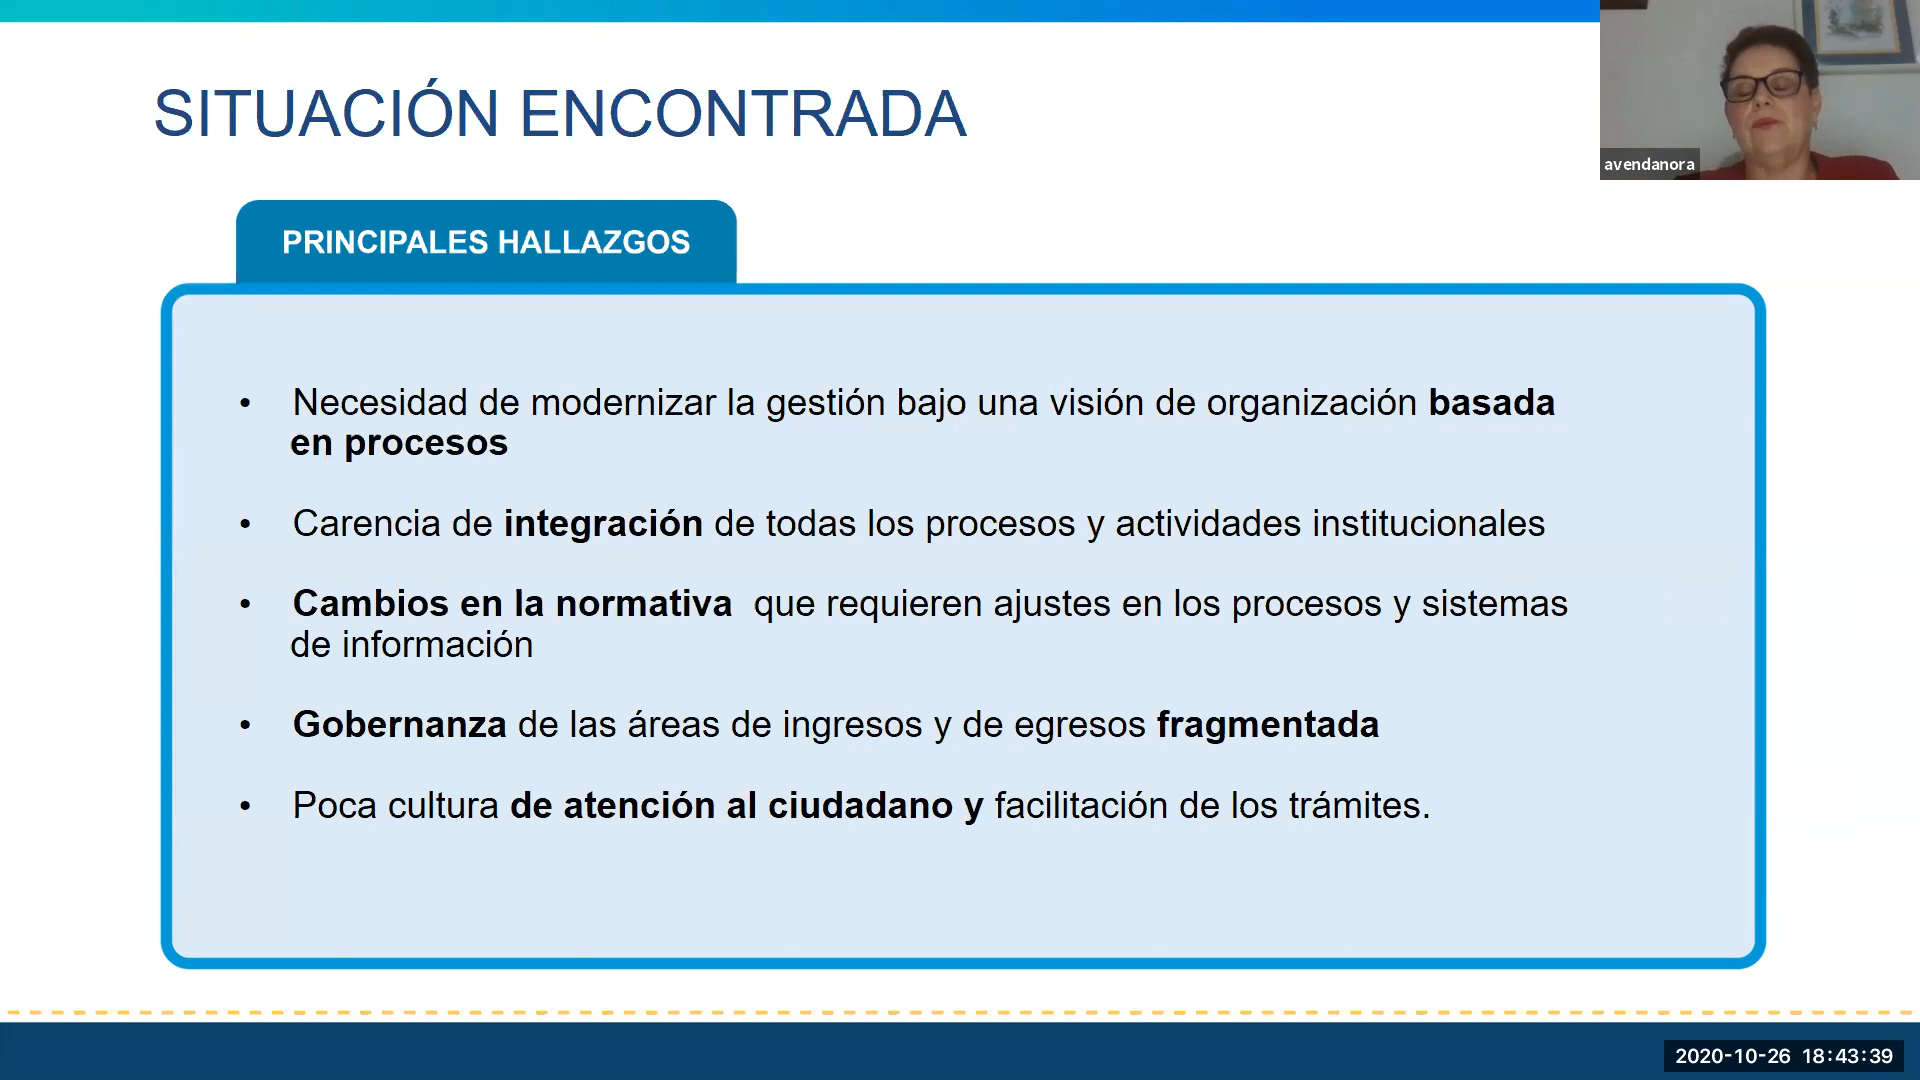 SITUACIÓN ENCONTRADA
avendanora
PRINCIPALES HALLAZGOS
• Necesidad de modernizar la gestión bajo una visión de organización basada
en procesos
• Carencia de integración de todas los procesos y actividades institucionales
• Cambios en la normativa  que requieren ajustes en los procesos y sistemas
de información
• Gobernanza de las áreas de ingresos y de egresos fragmentada
• Poca cultura de atención al ciudadano y facilitación de los trámites.
2020-10-26 18:43:39